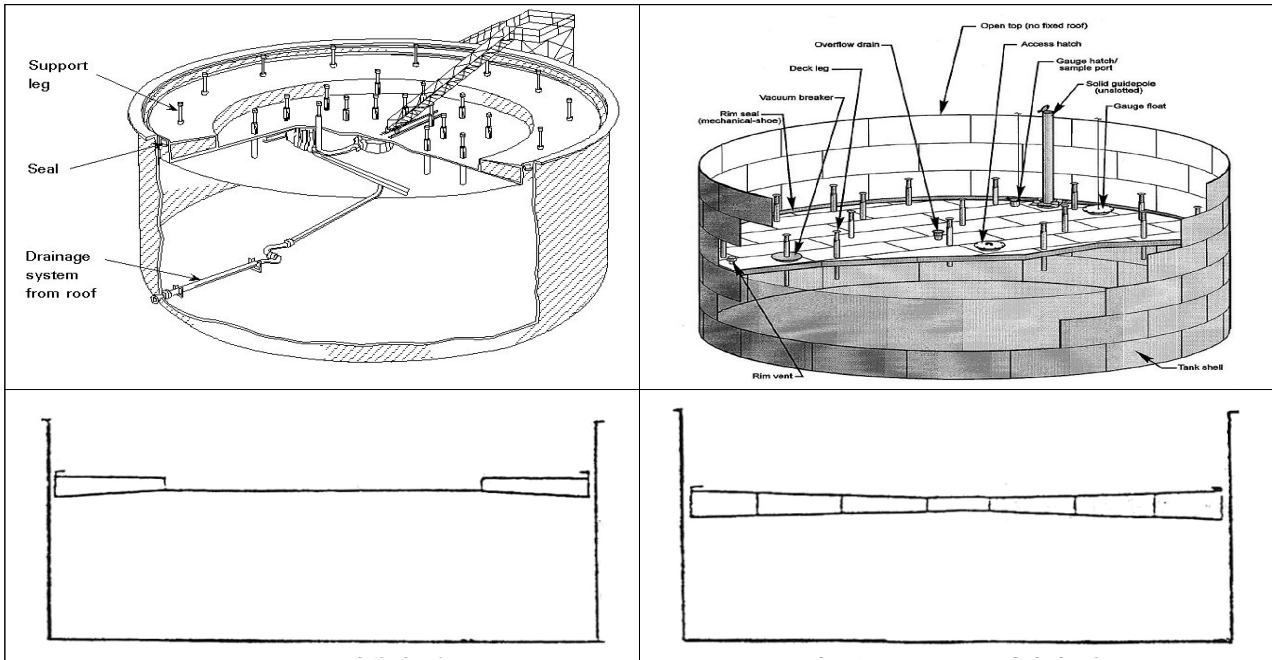 Support
leg
Seal
Drainage
system
from roof
Open top (no fixed roof)
Overflow drain
Access hatch
Deck leg
Gauge hatch/
sample port
Solid guidepole
(unslotted)
Vacuum breaker
Gauge float
Rim seal
(mechanical-shoe)
Tank shell
Rim vent